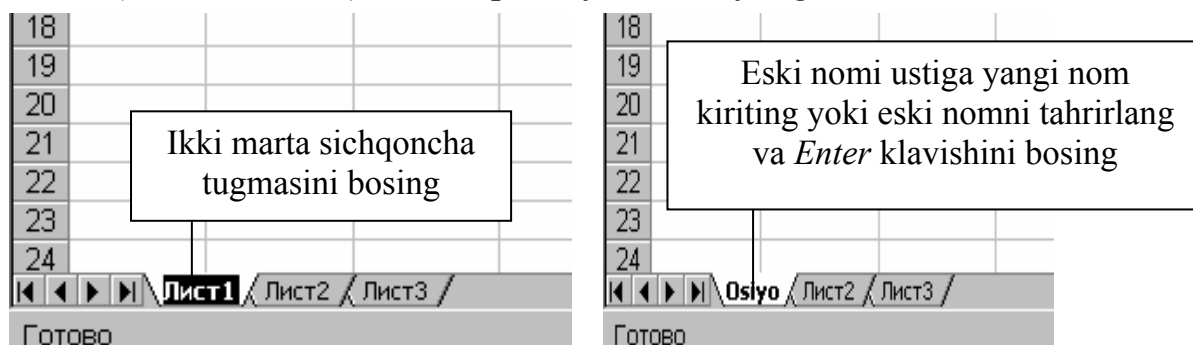 18
19
20
21
22
23
24
Ikki marta sichqoncha
tugmasini bosing
Лист1 Лист2 Лист3
Готово
18
19
20
21
22
23
24
Eski nomi ustiga yangi nom
kiriting yoki eski nomni tahrirlang
va Enter klavishini bosing
Osiyo Лист2 Лист3
Готово